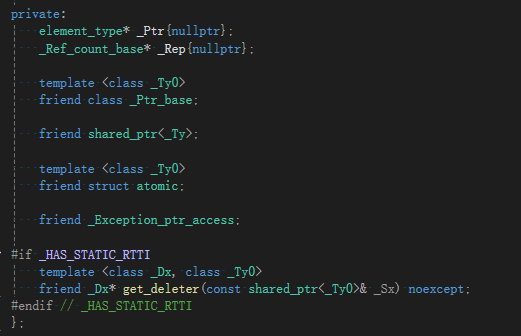 private:
element_type* _Ptr{nullptr};
_Ref_count_base* _Rep{nullptr};
template <class _Ty0>
friend class _Ptr_base;
friend shared_ptr<_Ty>;
template <class _Ty0>
friend struct atomic;
friend _Exception_ptr_access;
#if _HAS_STATIC_RTTI
template <class _Dx, class _Ty0>
friend _Dx* get_deleter(const shared_ptr<_Ty0>& _Sx) noexcept;
#endif // _HAS_STATIC_RTTI
};